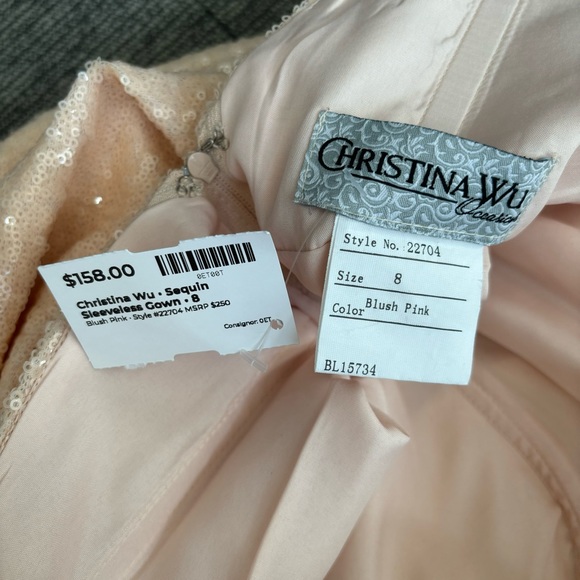 CHRISTINA WU
Occasions
Style No. 22704
Size 8
Color Blush Pink
BL15734
$158.00
0ET00T
Christina Wu • Sequin
Sleeveless Gown • 8
Blush Pink • Style #22704 MSRP $250
Consignor: 0ET